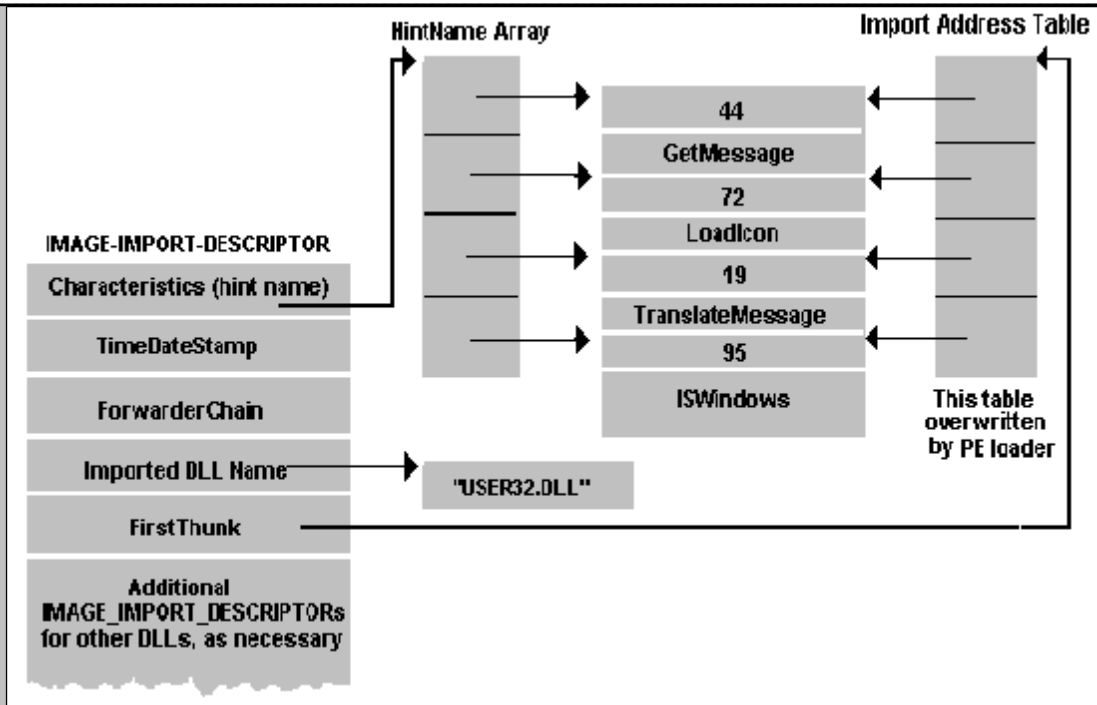 HintName Array
Import Address Table
44
GetMessage
72
LoadIcon
19
TranslateMessage
95
ISWindows
This table
overwritten
by PE loader
IMAGE-IMPORT-DESCRIPTOR
Characteristics (hint name)
TimeDateStamp
ForwarderChain
Imported DLL Name
"USER32.DLL"
FirstThunk
Additional
IMAGE_IMPORT_DESCRIPTORs
for other DLLs, as necessary